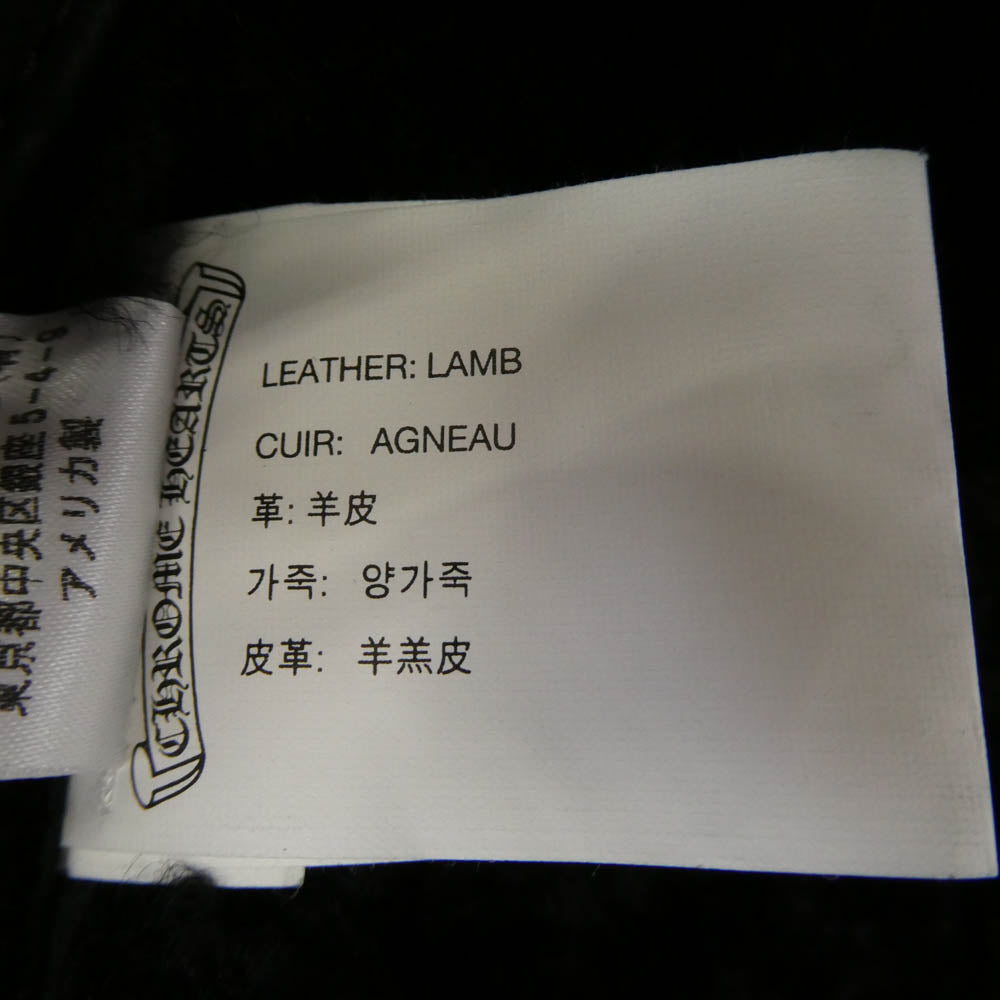 CHROME HEARTS
LEATHER: LAMB
CUIR: AGNEAU
革: 羊皮
가죽: 양가죽
皮革: 羊羔皮
東京都中央区銀座5-4-9
アメリカ製